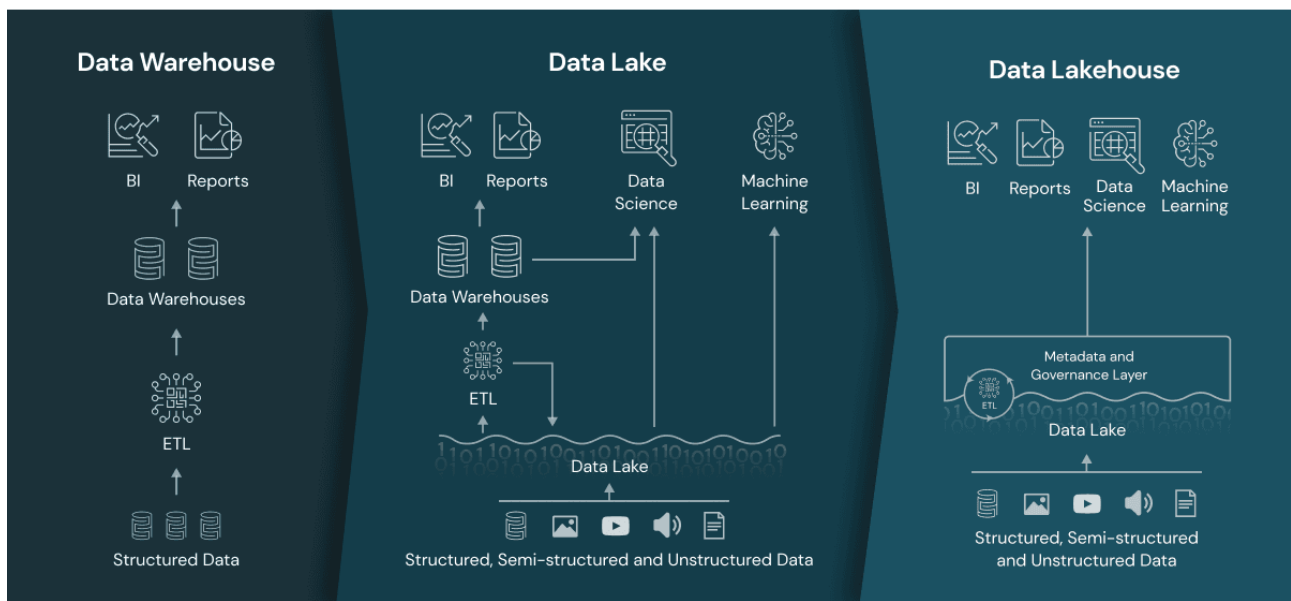 Data Warehouse
BI
Reports
Data Warehouses
ETL
Structured Data
Data Lake
BI
Reports
Data
Science
Machine
Learning
Data Warehouses
ETL
Data Lake
Structured, Semi-structured and Unstructured Data
Data Lakehouse
BI
Reports
Data
Science
Machine
Learning
Metadata and
Governance Layer
ETL
Data Lake
Structured, Semi-structured
and Unstructured Data